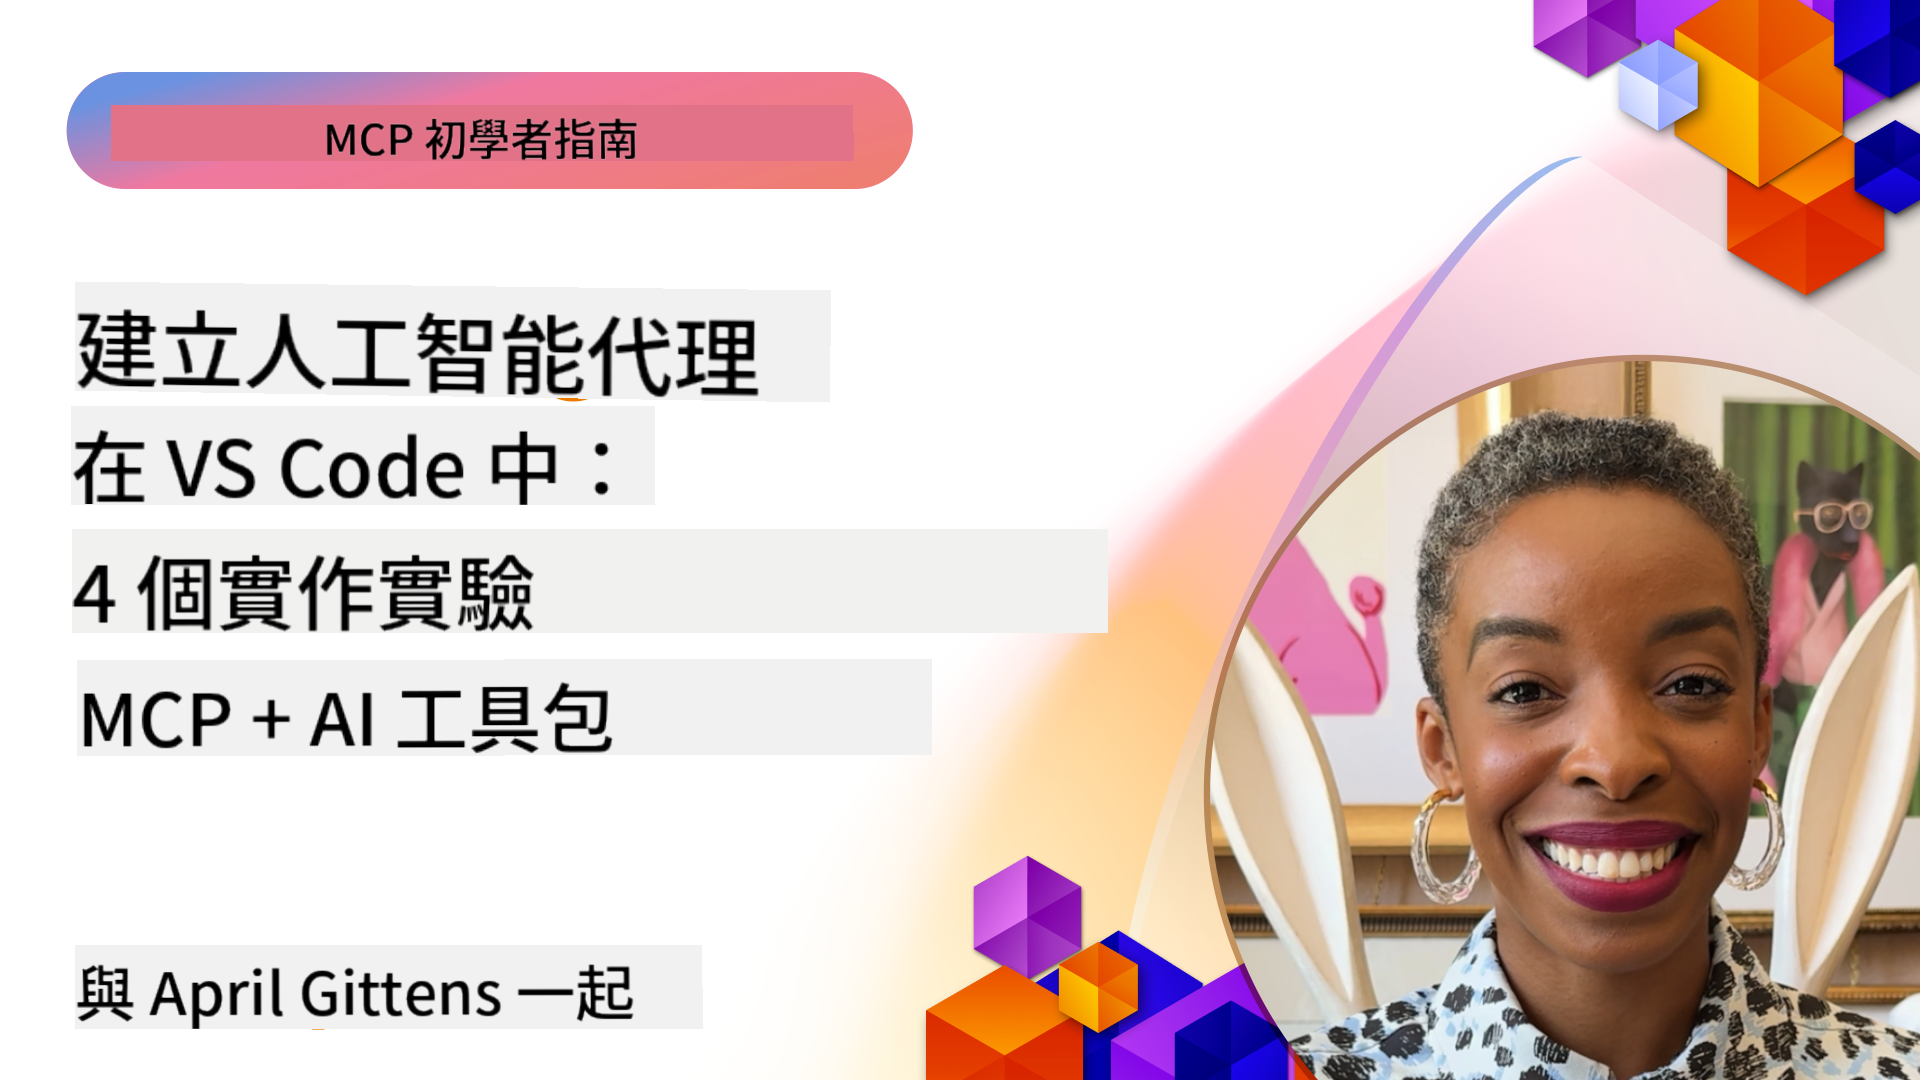 MCP 初學者指南
建立人工智能代理
在 VS Code 中：
4 個實作實驗
MCP + AI 工具包
與 April Gittens 一起